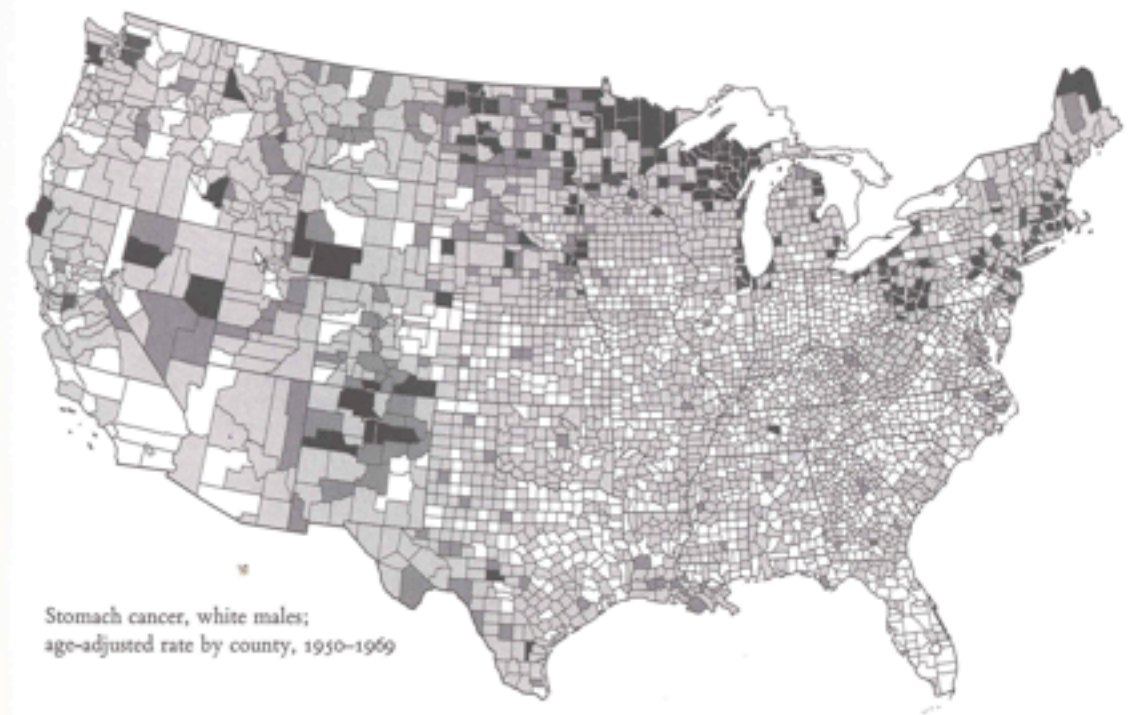 Stomach cancer, white males;
age-adjusted rate by county, 1950–1969